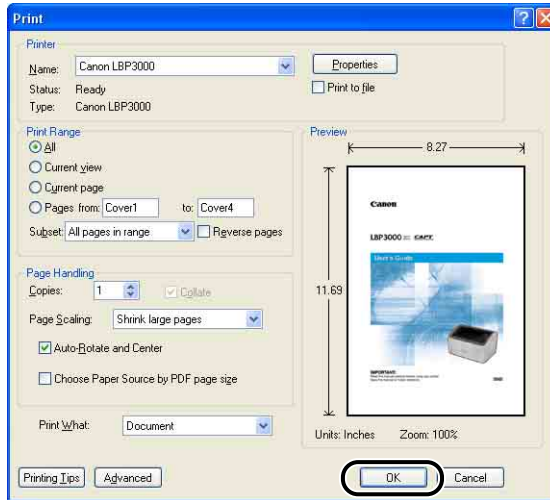 Print
Printer
Name: Canon LBP3000 Properties
Status: Ready Print to file
Type: Canon LBP3000
Print Range
All
Current view
Current page
Pages from: Cover1 to: Cover4
Subset: All pages in range Reverse pages
Page Handling
Copies: 1 Collate
Page Scaling: Shrink large pages
Auto-Rotate and Center
Choose Paper Source by PDF page size
Print What: Document
Preview
8.27
11.69
Canon
LBP3000
CAPT
User's Guide
IMPORTANT:
Units: Inches Zoom: 100%
Printing Tips Advanced OK Cancel